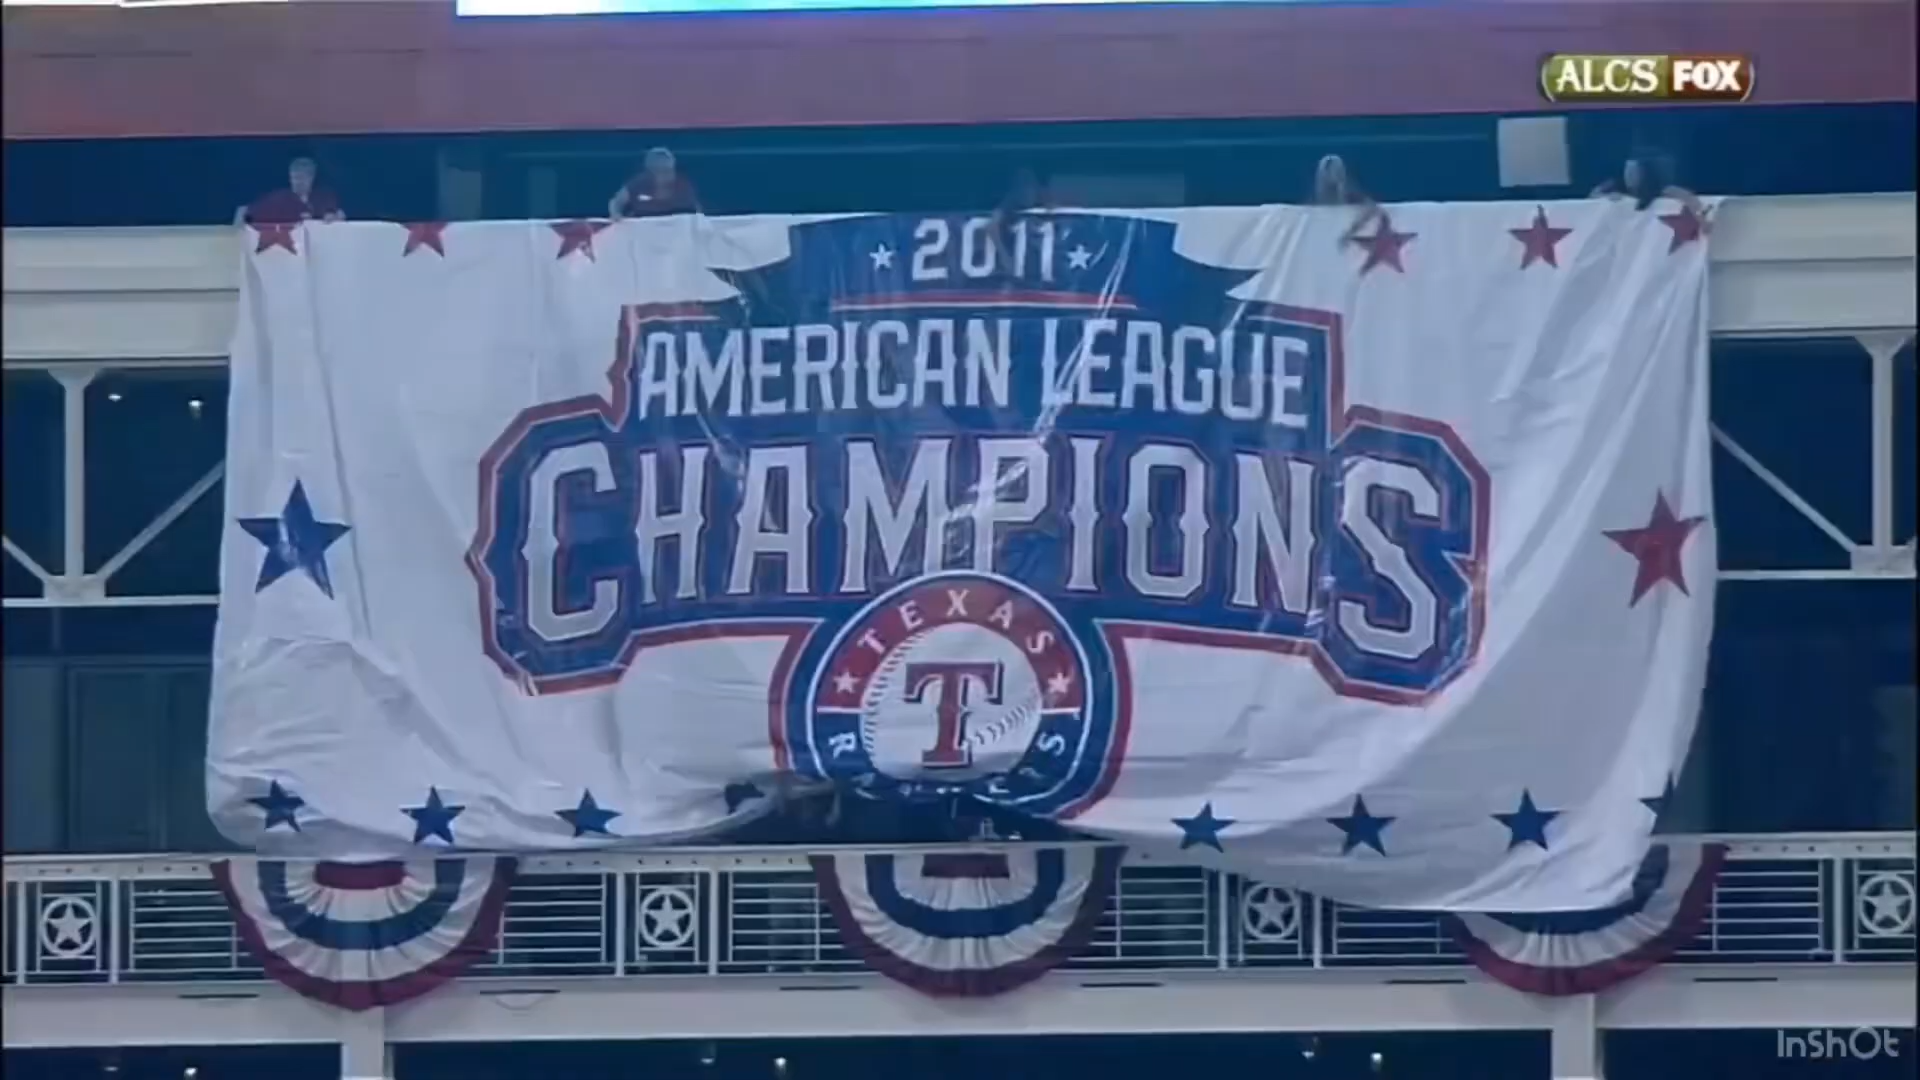 ALCS FOX
2011
AMERICAN LEAGUE
CHAMPIONS
TEXAS
T
InShOt